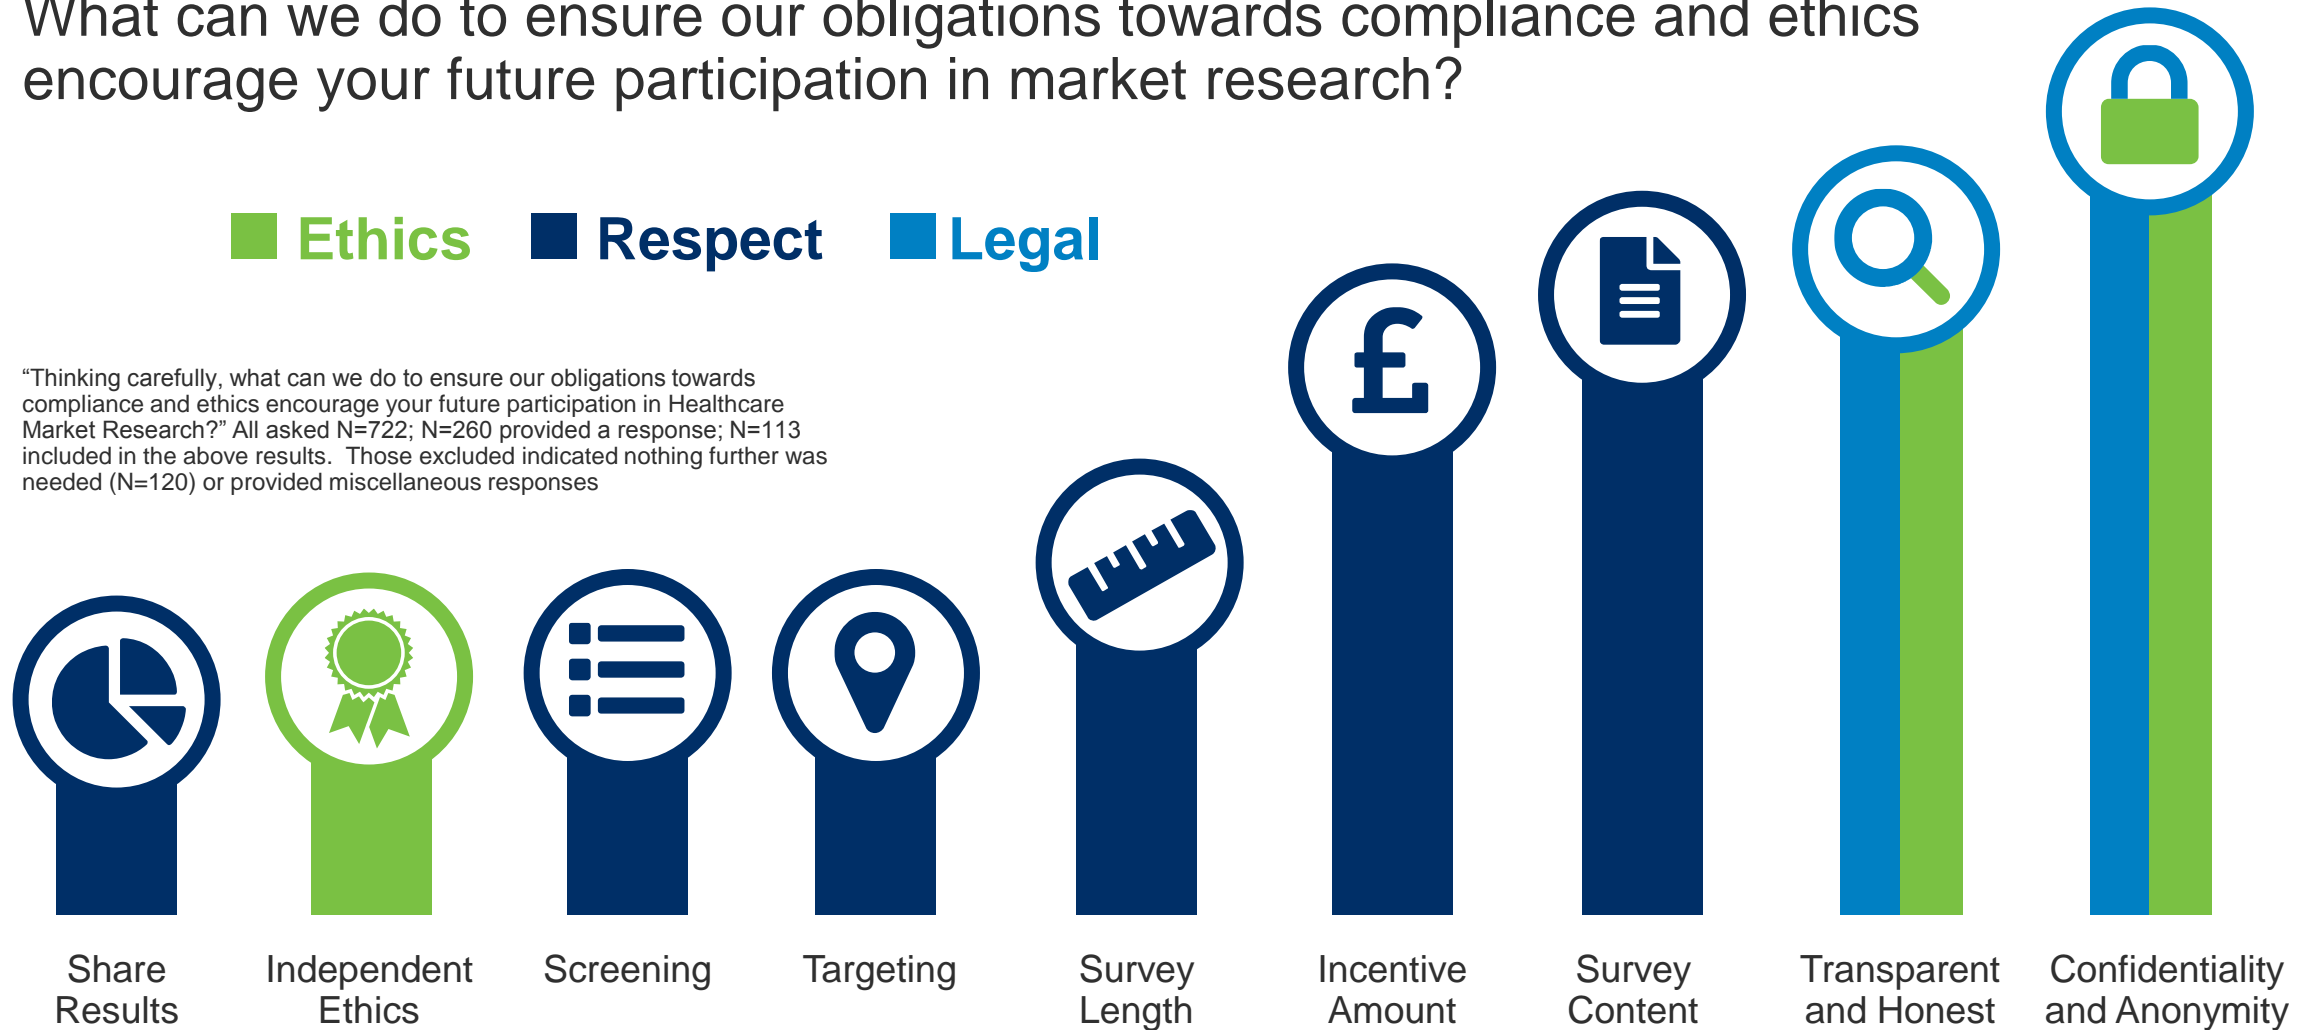 What can we do to ensure our obligations towards compliance and ethics
encourage your future participation in market research?
Ethics Respect Legal
“Thinking carefully, what can we do to ensure our obligations towards
compliance and ethics encourage your future participation in Healthcare
Market Research?” All asked N=722; N=260 provided a response; N=113
included in the above results. Those excluded indicated nothing further was
needed (N=120) or provided miscellaneous responses
£
Share
Results
Independent
Ethics
Screening
Targeting
Survey
Length
Incentive
Amount
Survey
Content
Transparent
and Honest
Confidentiality
and Anonymity